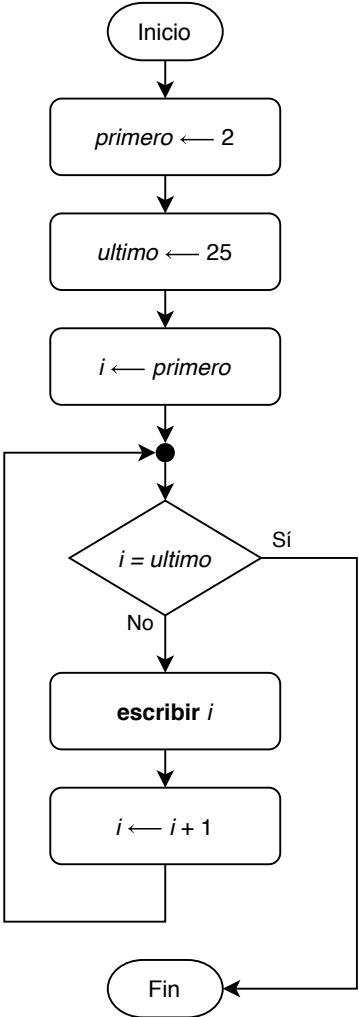 Inicio
primero ⟵ 2
ultimo ⟵ 25
i ⟵ primero
i = ultimo
Sí
No
escribir i
i ⟵ i + 1
Fin